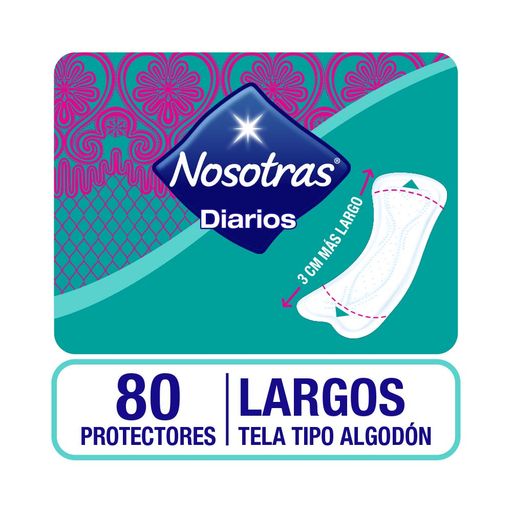 Nosotras®
Diarios
3 CM MÁS LARGO
80
PROTECTORES
LARGOS
TELA TIPO ALGODÓN